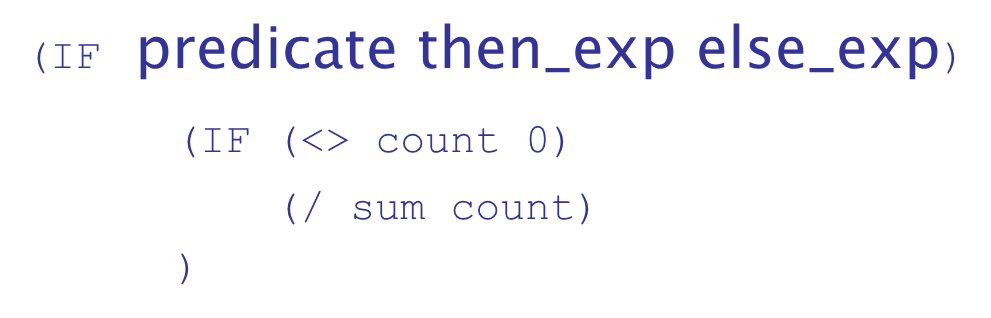 (IF predicate then_exp else_exp)
(IF (<> count 0)
(/ sum count)
)